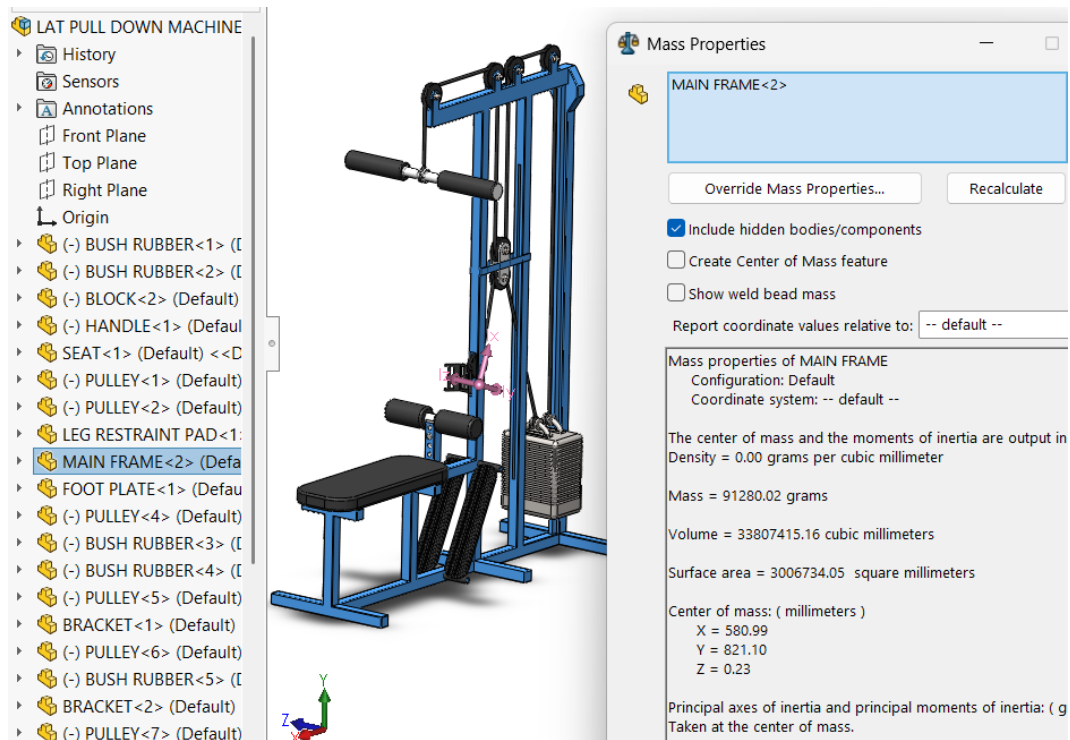 LAT PULL DOWN MACHINE
History
Sensors
Annotations
Front Plane
Top Plane
Right Plane
Origin
(-) BUSH RUBBER<1> (D
(-) BUSH RUBBER<2> (D
(-) BLOCK<2> (Default)
(-) HANDLE<1> (Defaul
SEAT<1> (Default) <<D
(-) PULLEY<1> (Default)
(-) PULLEY<2> (Default)
LEG RESTRAINT PAD<1
MAIN FRAME<2> (Defa
FOOT PLATE<1> (Defau
(-) PULLEY<4> (Default)
(-) BUSH RUBBER<3> (D
(-) BUSH RUBBER<4> (D
(-) PULLEY<5> (Default)
BRACKET<1> (Default)
(-) PULLEY<6> (Default)
(-) BUSH RUBBER<5> (D
BRACKET<2> (Default)
(-) PULLEY<7> (Default)
Ix
Iz
Iy
Y
Z
X
Mass Properties
MAIN FRAME<2>
Override Mass Properties...
Recalculate
Include hidden bodies/components
Create Center of Mass feature
Show weld bead mass
Report coordinate values relative to: -- default --
Mass properties of MAIN FRAME
Configuration: Default
Coordinate system: -- default --
The center of mass and the moments of inertia are output in
Density = 0.00 grams per cubic millimeter
Mass = 91280.02 grams
Volume = 33807415.16 cubic millimeters
Surface area = 3006734.05 square millimeters
Center of mass: ( millimeters )
X = 580.99
Y = 821.10
Z = 0.23
Principal axes of inertia and principal moments of inertia: ( g
Taken at the center of mass.